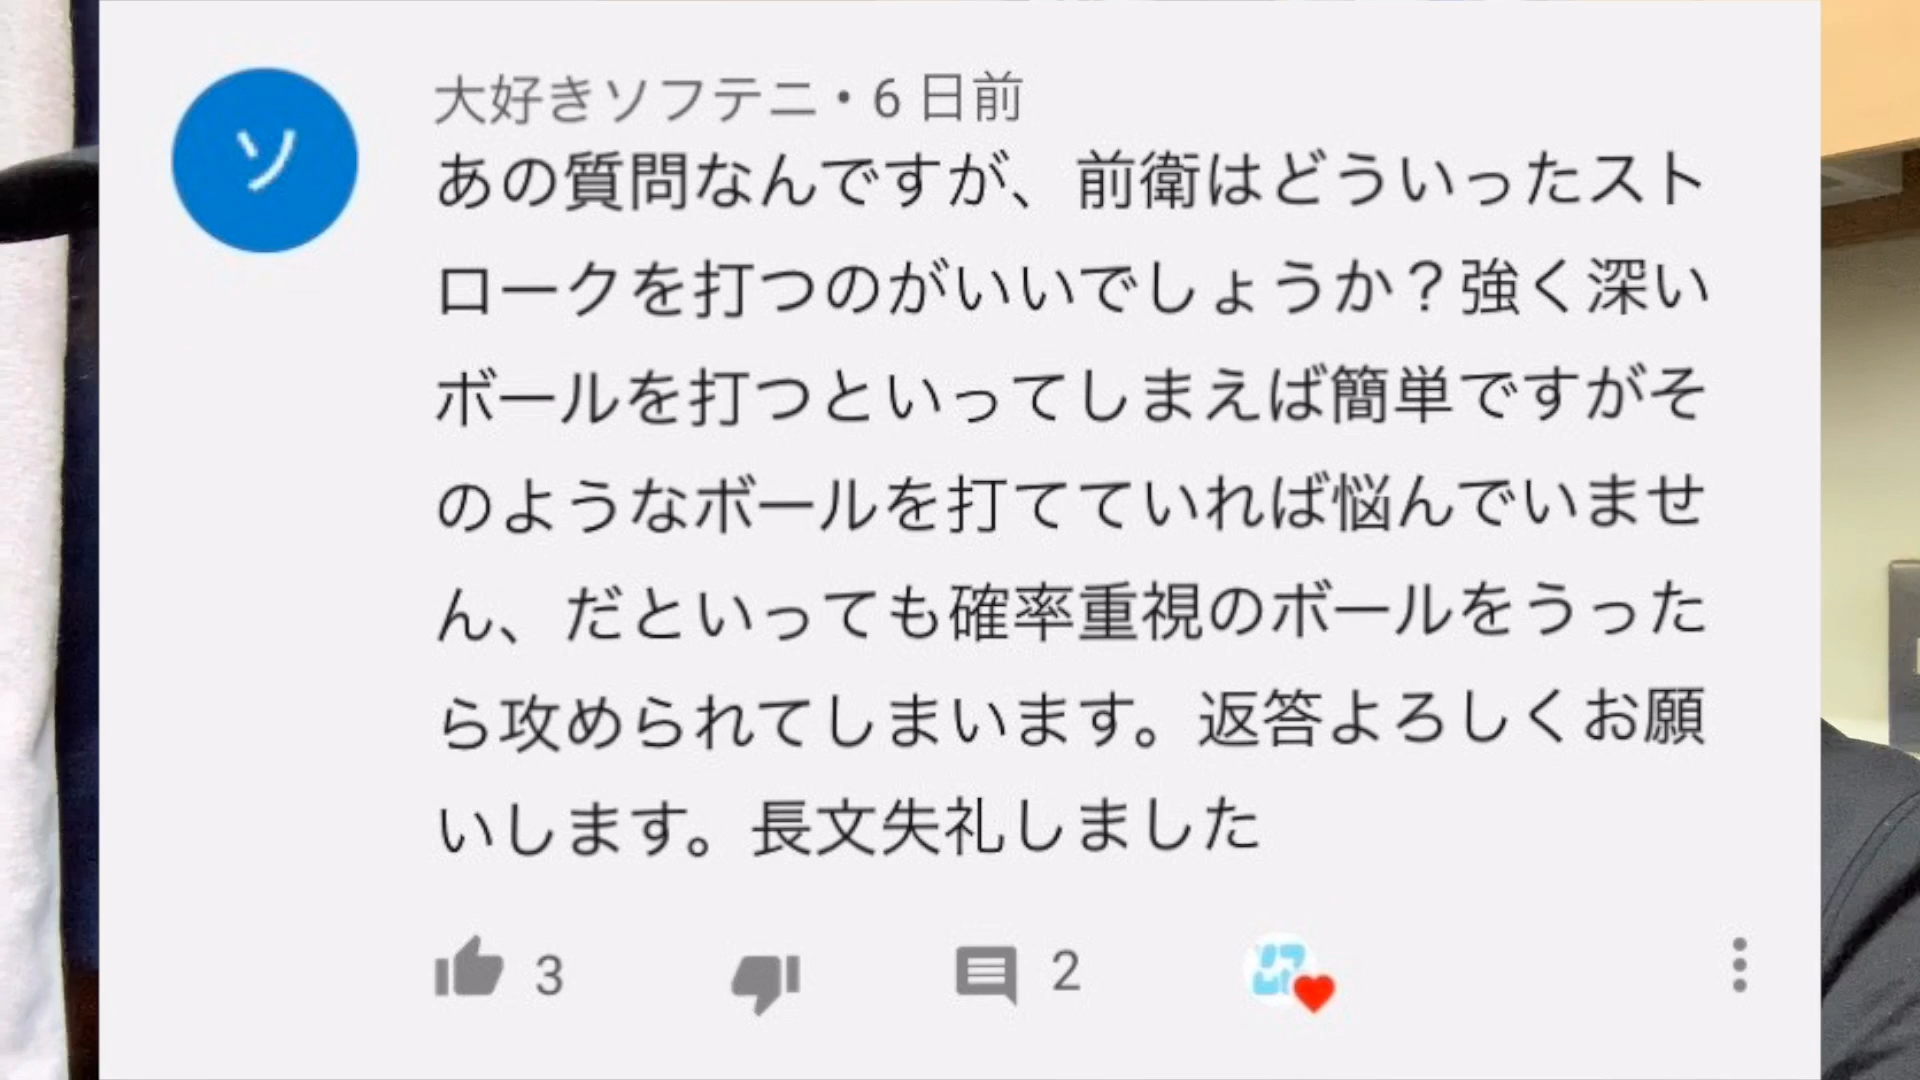 ソ
大好きソフテニ・6 日前
あの質問なんですが、前衛はどういったスト
ロークを打つのがいいでしょうか？強く深い
ボールを打つといってしまえば簡単ですがそ
のようなボールを打てていれば悩んでいませ
ん、だといっても確率重視のボールをうった
ら攻められてしまいます。返答よろしくお願
いします。長文失礼しました
3
2